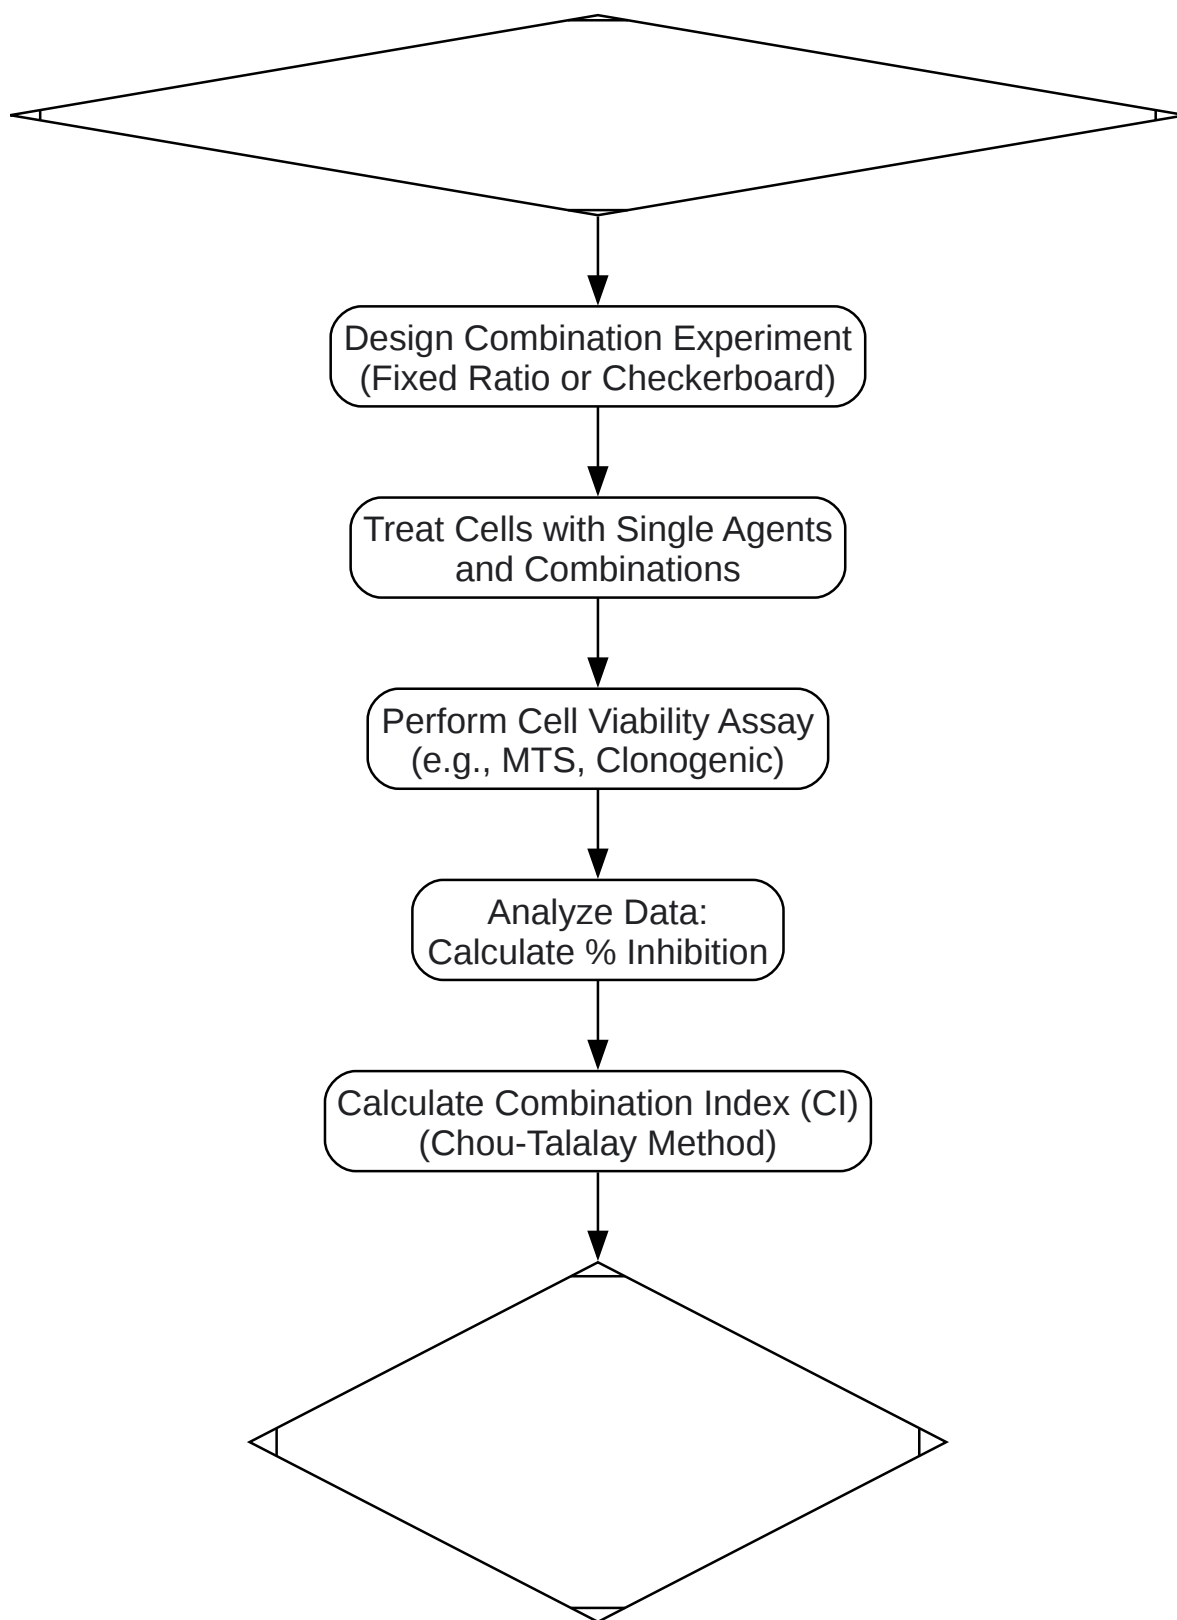 Design Combination Experiment
(Fixed Ratio or Checkerboard)
Treat Cells with Single Agents
and Combinations
Perform Cell Viability Assay
(e.g., MTS, Clonogenic)
Analyze Data:
Calculate % Inhibition
Calculate Combination Index (CI)
(Chou-Talalay Method)